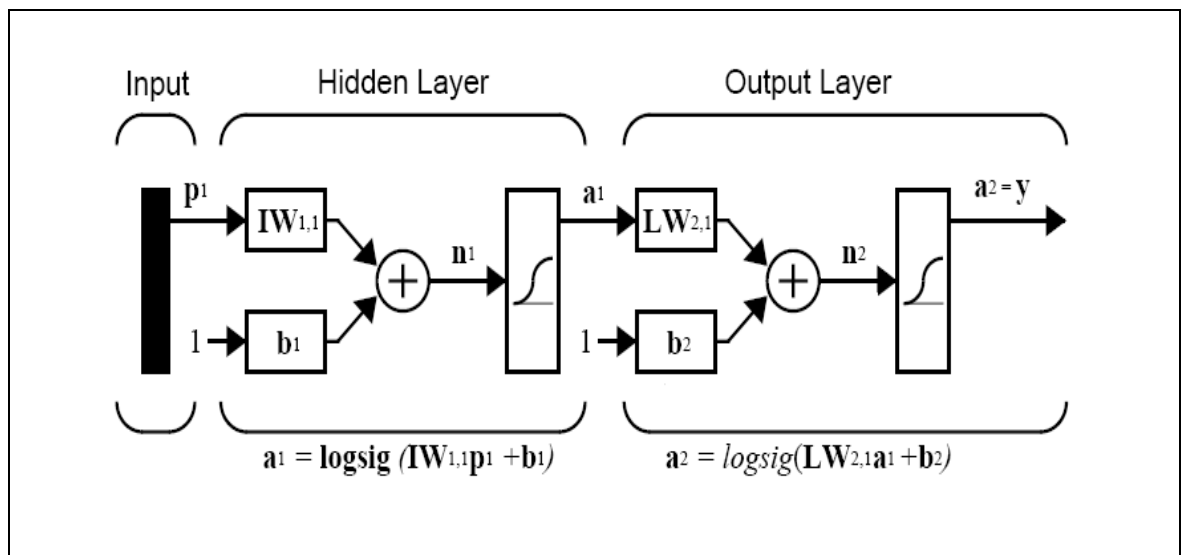 Input Hidden Layer Output Layer
p1 IW1,1 n1 a1 LW2,1 n2 a2 = y
1 b1 1 b2
a1 = logsig (IW1,1p1 +b1) a2 = logsig(LW2,1a1 +b2)